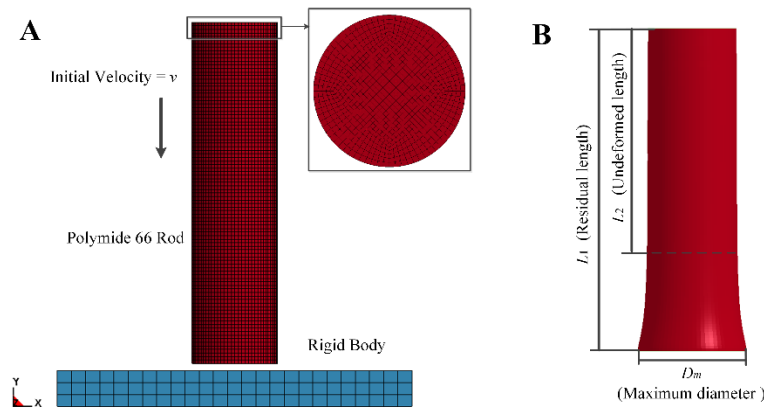 A
Initial Velocity = v
Polymide 66 Rod
Rigid Body
Y
Z
X
B
L1 (Residual length)
L2 (Undeformed length)
Dm
(Maximum diameter )